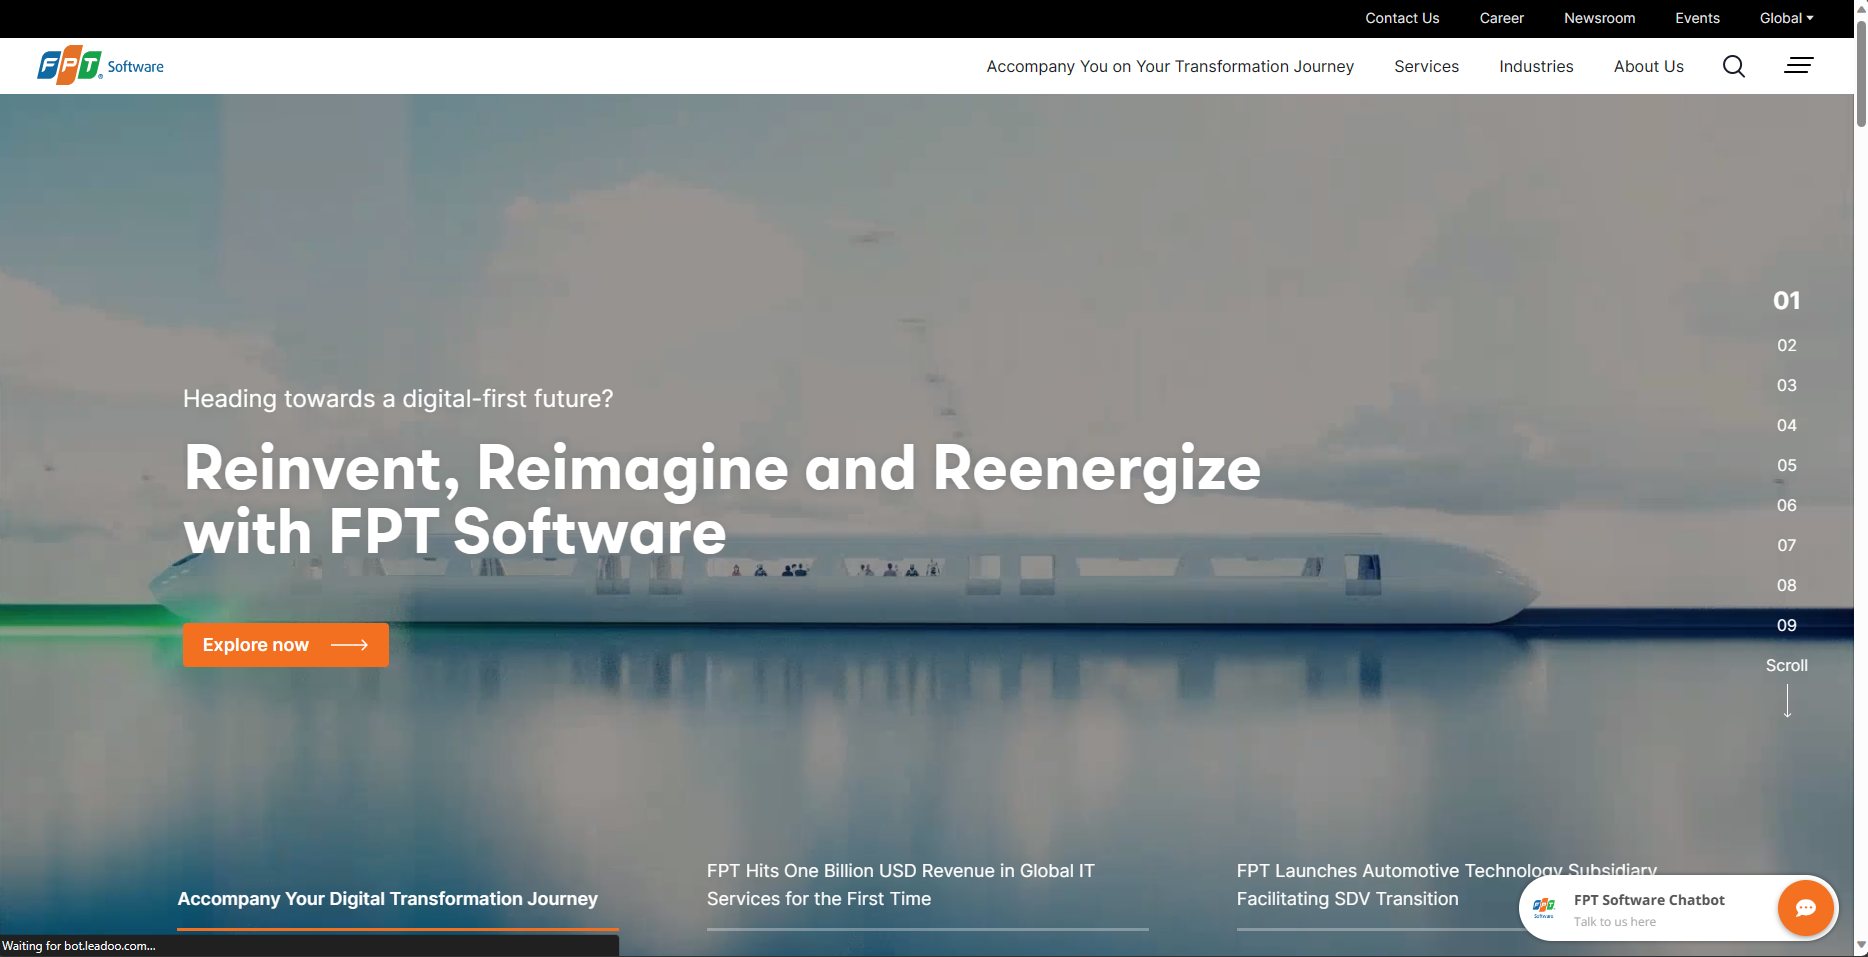 Contact Us
Career
Newsroom
Events
Global
FPT Software
Accompany You on Your Transformation Journey
Services
Industries
About Us
01
02
03
04
05
06
07
08
09
Scroll
Heading towards a digital-first future?
Reinvent, Reimagine and Reenergize
with FPT Software
Explore now
Accompany Your Digital Transformation Journey
FPT Hits One Billion USD Revenue in Global IT
Services for the First Time
FPT Launches Automotive Technology Subsidiary
Facilitating SDV Transition
FPT Software
FPT Software Chatbot
Talk to us here
Waiting for bot.leadoo.com...